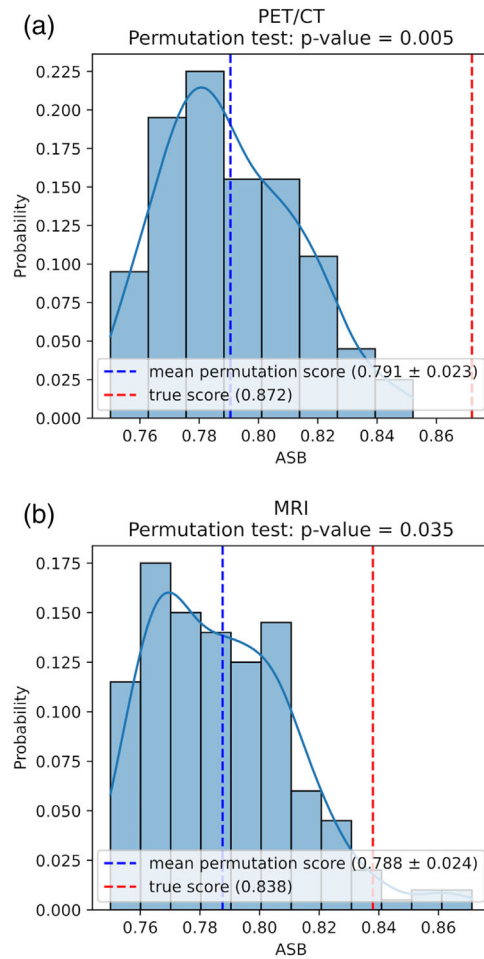 (a)
PET/CT
Permutation test: p-value = 0.005
Probability
0.225
0.200
0.175
0.150
0.125
0.100
0.075
0.050
0.025
0.000
mean permutation score (0.791 ± 0.023)
true score (0.872)
0.76 0.78 0.80 0.82 0.84 0.86
ASB
(b)
MRI
Permutation test: p-value = 0.035
Probability
0.175
0.150
0.125
0.100
0.075
0.050
0.025
0.000
mean permutation score (0.788 ± 0.024)
true score (0.838)
0.76 0.78 0.80 0.82 0.84 0.86
ASB